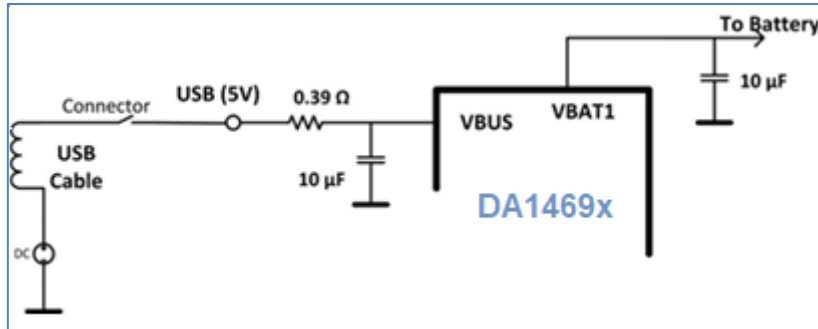 To Battery
USB (5V)
0.39 Ω
10 µF
Connector
VBUS
VBAT1
USB
Cable
10 µF
DA1469x
DC